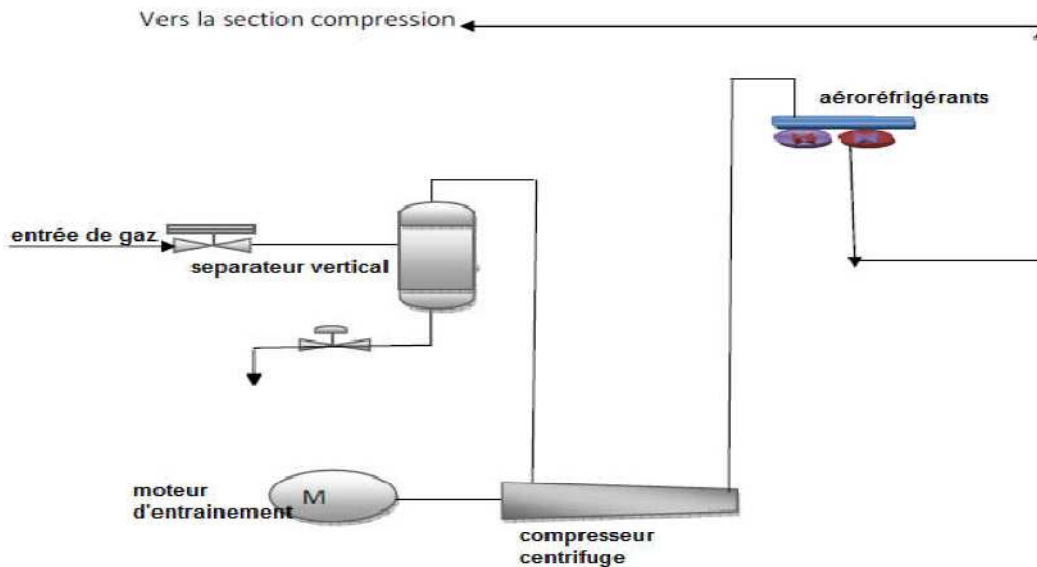 Vers la section compression
aéroréfrigérants
entrée de gaz
separateur vertical
moteur
d'entrainement
M
compresseur
centrifuge